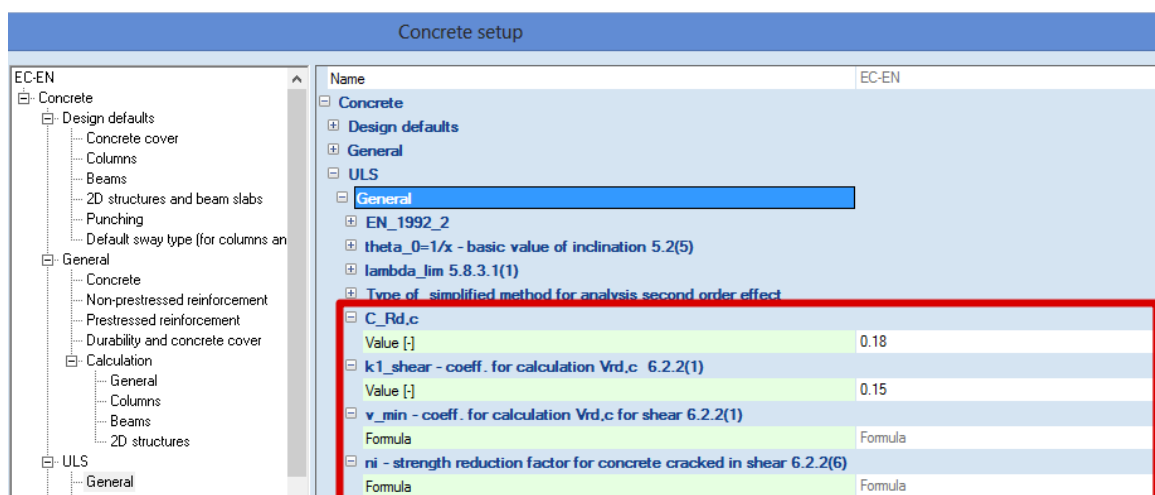 Concrete setup
EC-EN
Concrete
Design defaults
Concrete cover
Columns
Beams
2D structures and beam slabs
Punching
Default sway type (for columns an
General
Concrete
Non-prestressed reinforcement
Prestressed reinforcement
Durability and concrete cover
Calculation
General
Columns
Beams
2D structures
ULS
General
Name EC-EN
Concrete
Design defaults
General
ULS
General
EN_1992_2
theta_0=1/x - basic value of inclination 5.2(5)
lambda_lim 5.8.3.1(1)
Type of simplified method for analysis second order effect
C_Rd,c
Value [-] 0.18
k1_shear - coeff. for calculation Vrd,c 6.2.2(1)
Value [-] 0.15
v_min - coeff. for calculation Vrd,c for shear 6.2.2(1)
Formula Formula
ni - strength reduction factor for concrete cracked in shear 6.2.2(6)
Formula Formula